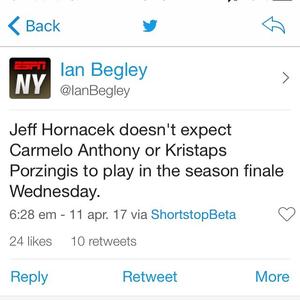 Back
ESPN
NY
Ian Begley
@IanBegley
Jeff Hornacek doesn't expect
Carmelo Anthony or Kristaps
Porzingis to play in the season finale
Wednesday.
6:28 em - 11 apr. 17 via ShortstopBeta
24 likes 10 retweets
Reply Retweet More